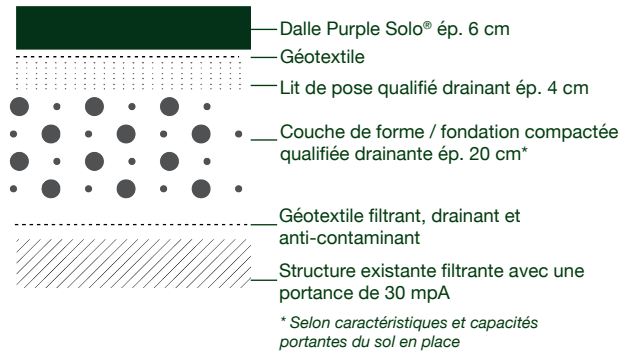 Dalle Purple Solo® ép. 6 cm
Géotextile
Lit de pose qualifié drainant ép. 4 cm
Couche de forme / fondation compactée
qualifiée drainante ép. 20 cm*
Géotextile filtrant, drainant et
anti-contaminant
Structure existante filtrante avec une
portance de 30 mpA
* Selon caractéristiques et capacités
portantes du sol en place